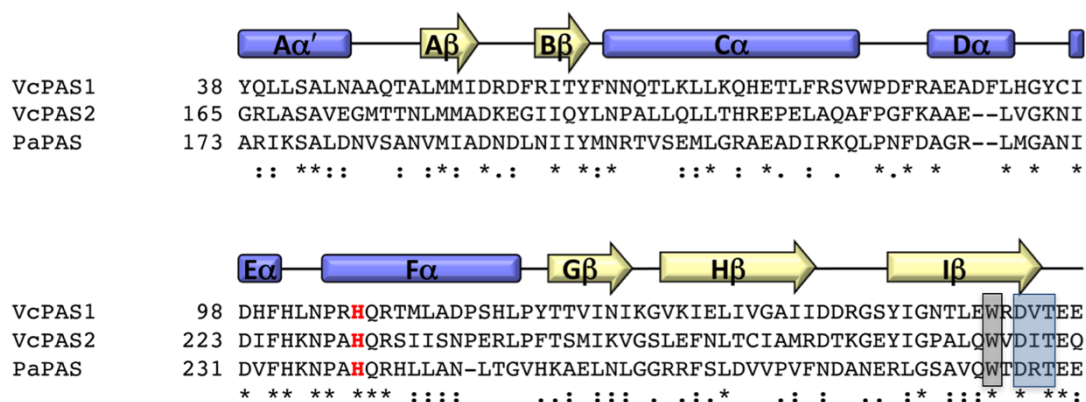 Aα′ Aβ Bβ Cα Dα
VcPAS1 38 YQLLSALNAAQTALMMIDRDFRITYFNNQTLKLLKQHETLFRSVWPDFRAEADFLHGYCI
VcPAS2 165 GRLASAVEGMTTNLMMADKEGIIQYLNPALLQLLTHREPELAQAFPGFKAAE--LVGKNI
PaPAS 173 ARIKSALDNVSANVMIADNDLNIIYMNRTVSEMLGRAEADIRKQLPNFDAGR--LMGANI
:: **:: : :*: *.: * *:* ::* : *. : . *.* * * * *
Eα Fα Gβ Hβ Iβ
VcPAS1 98 DHFHLNPRHQRTMLADPSHLPYTTVINIKGVKIELIVGAIIDDRGSYIGNTLEWRDVTEE
VcPAS2 223 DIFHKNPAHQRSIISNPERLPFTSMIKVGSLEFNLTCIAMRDTKGEYIGPALQWVDITEQ
PaPAS 231 DVFHKNPAHQRHLLAN-LTGVHKAELNLGGRRFSLDVVPVFNDANERLGSAVQWTDRTEE
* ** ** *** :::: ..: ::: . .: : .: : .. :* :::* * **: